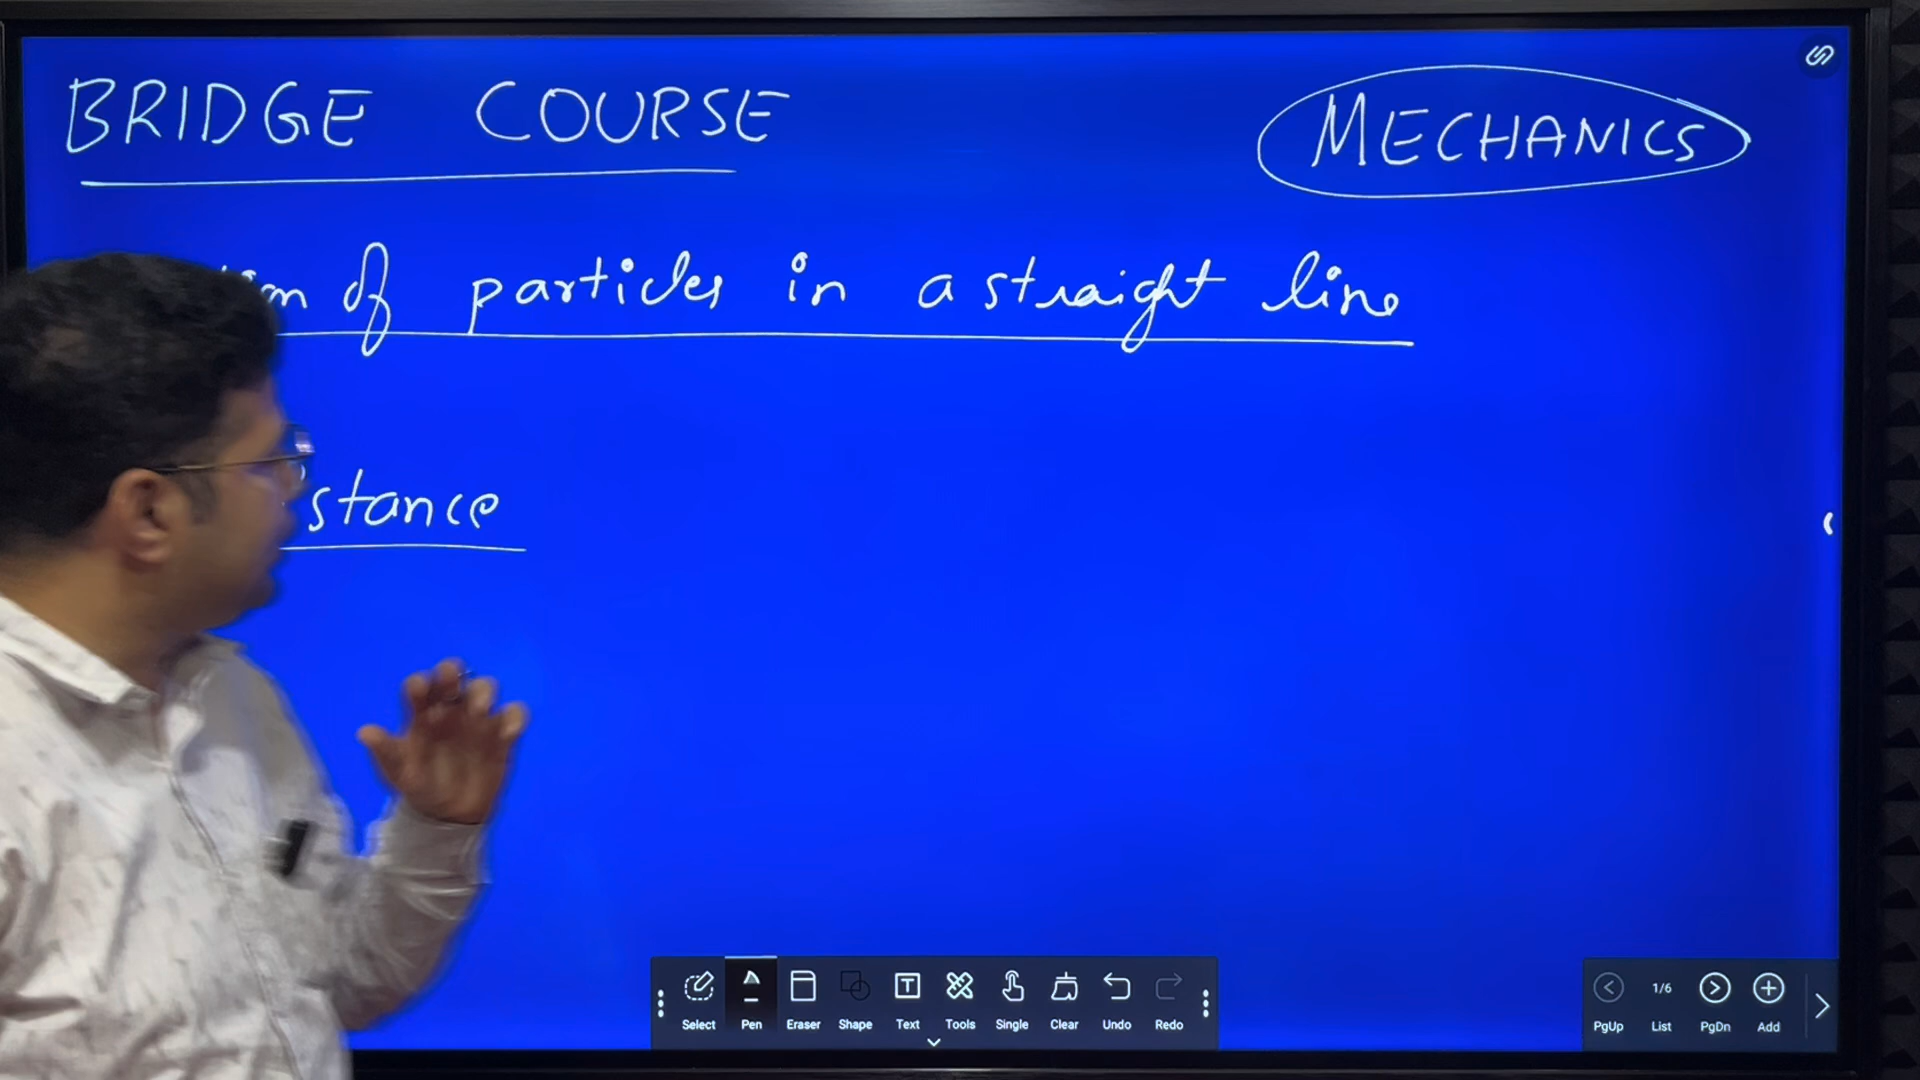 BRIDGE COURSE
MECHANICS
of particles in a straight line
Select Pen Eraser Shape Text Tools Single Clear Undo Redo
PgUp 1/6 List PgDn Add